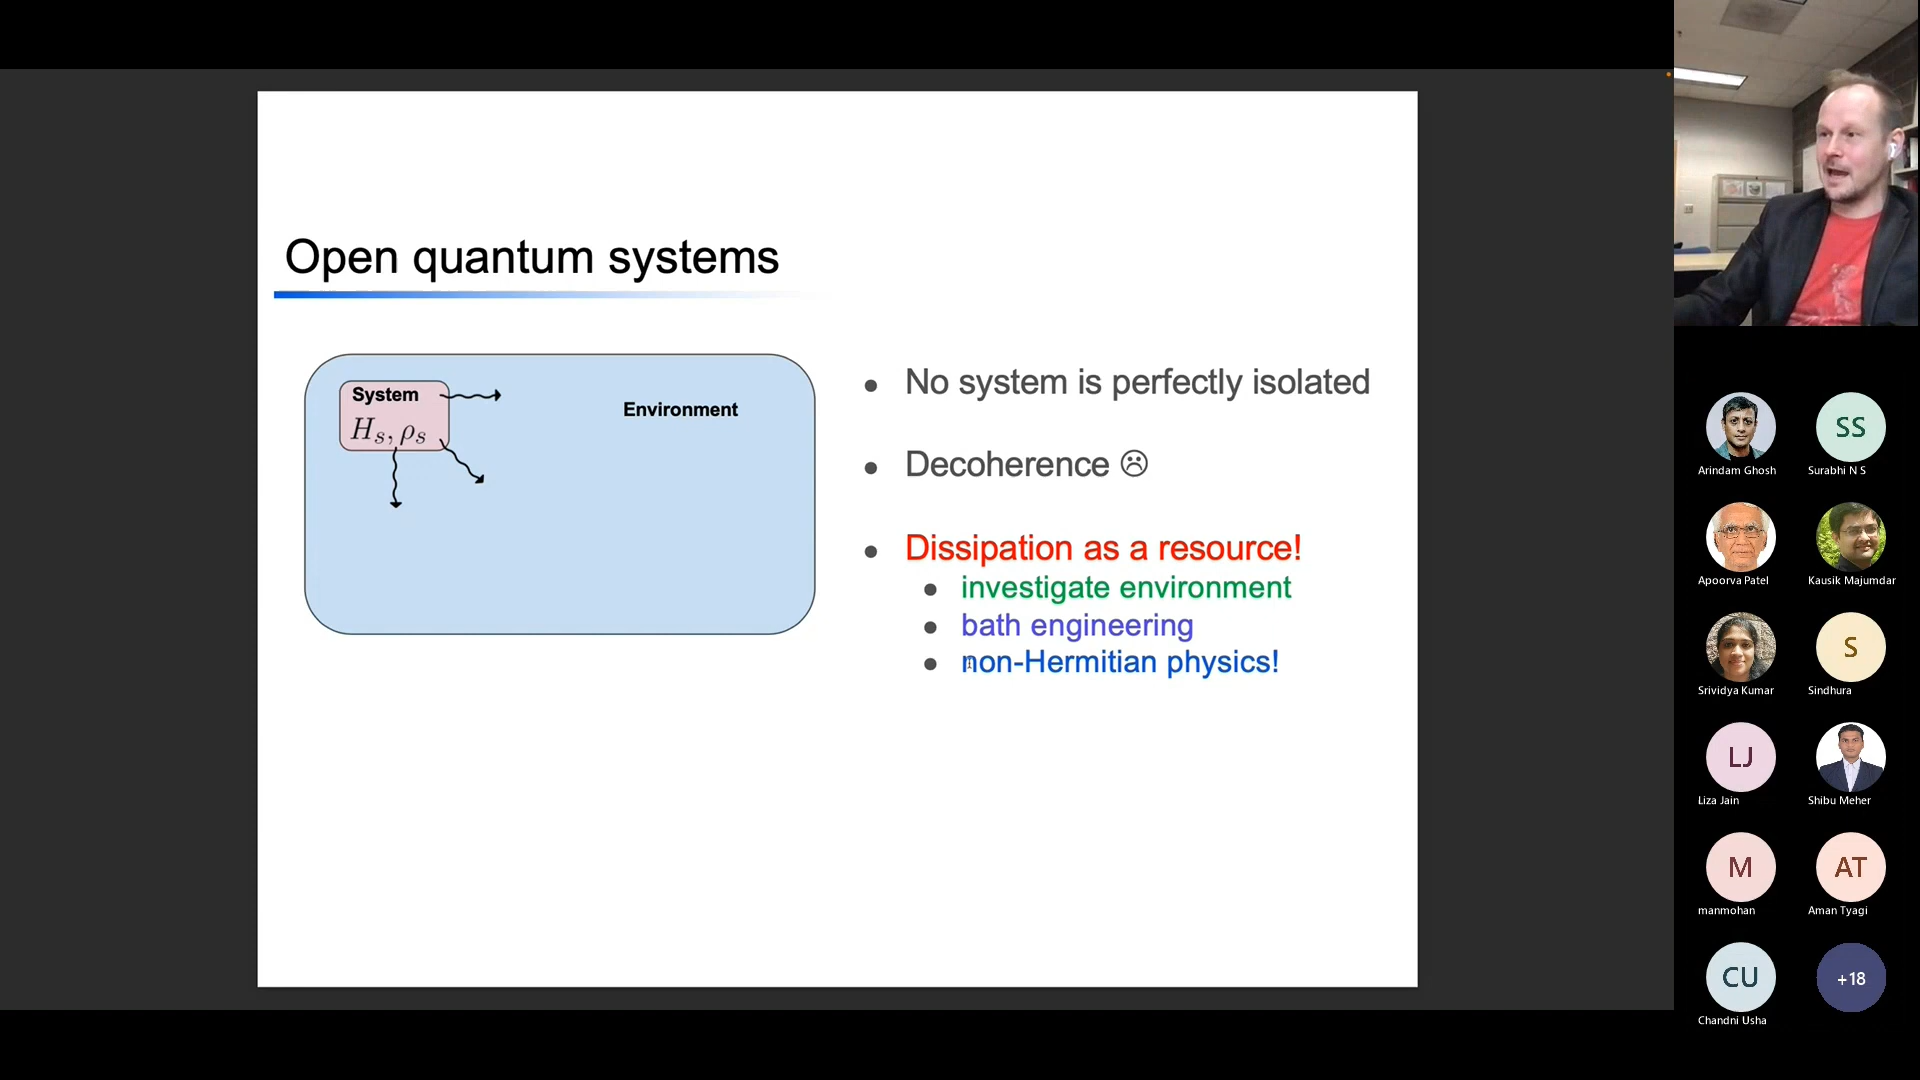 Open quantum systems
System
H_s, ρ_s
Environment
No system is perfectly isolated
Decoherence ☹
Dissipation as a resource!
investigate environment
bath engineering
non-Hermitian physics!
Arindam Ghosh
SS
Surabhi N S
Apoorva Patel
Kausik Majumdar
Srividya Kumar
S
Sindhura
LJ
Liza Jain
Shibu Meher
M
manmohan
AT
Aman Tyagi
CU
Chandni Usha
+18